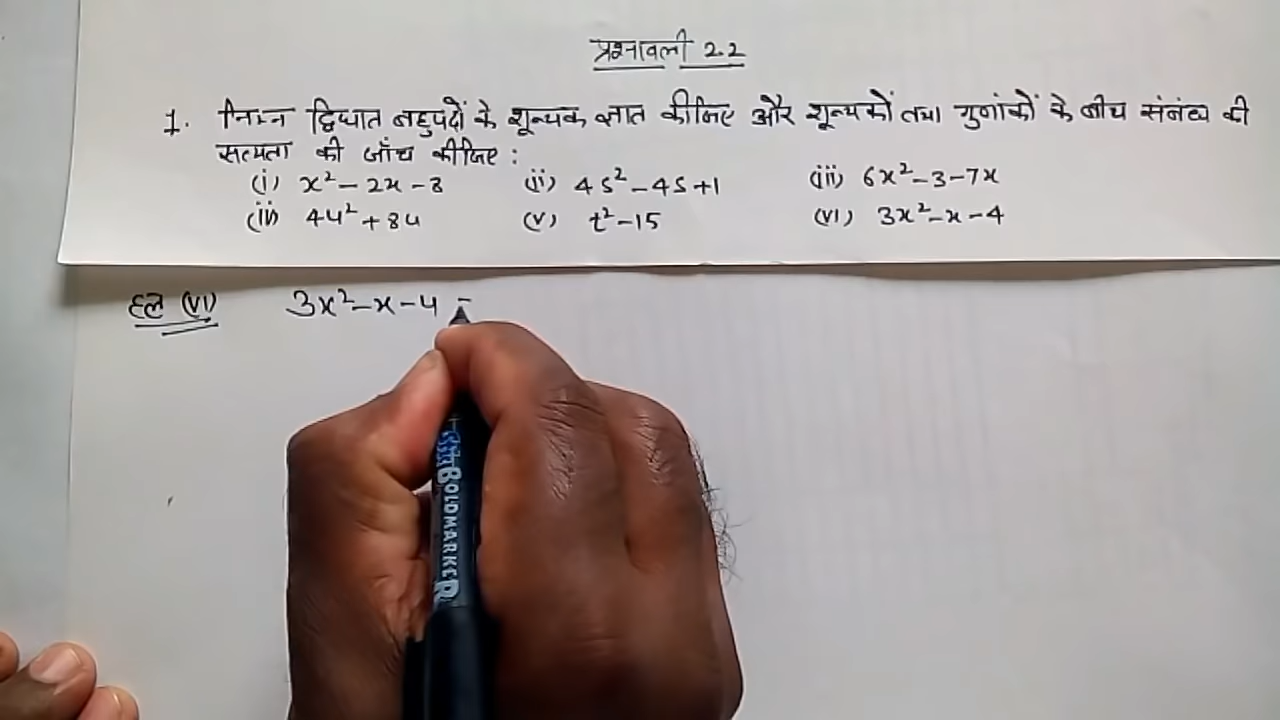 प्रश्नावली 2.2
1. निम्न द्विघात बहुपदों के शून्यक ज्ञात कीजिए और शून्यकों तथा गुणांकों के बीच संबंध की
सत्यता की जाँच कीजिए :
(i) x² - 2x - 8 (ii) 4s² - 4s + 1 (iii) 6x² - 3 - 7x
(iv) 4u² + 8u (v) t² - 15 (vi) 3x² - x - 4
हल (vi) 3x² - x - 4 =
BOLDMARKER